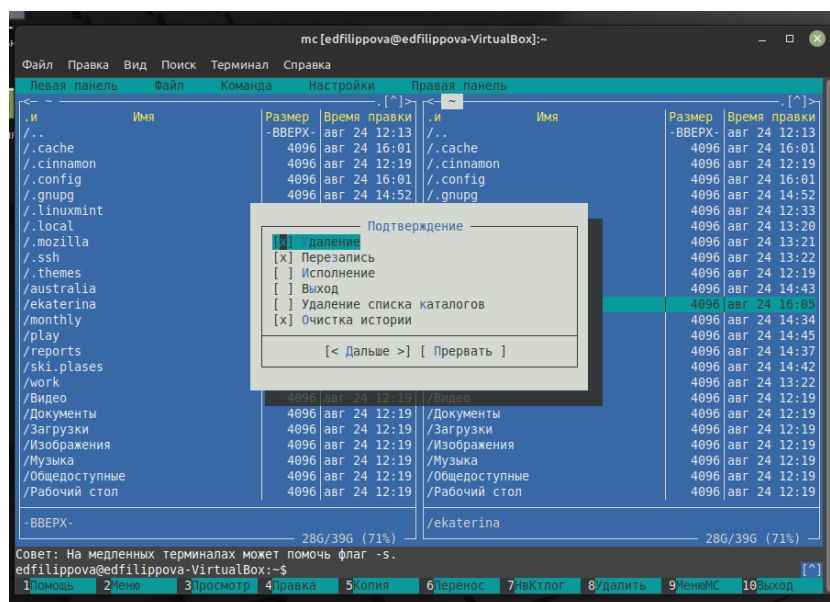 mc [edfilippova@edfilippova-VirtualBox]:~
Файл Правка Вид Поиск Терминал Справка
Левая панель Файл Команда Настройки Правая панель
<— ~ .[^]> <— ~ .[^]>
.и Имя Размер Время правки .и Имя Размер Время правки
/.. -ВВЕРХ- авг 24 12:13 /.. -ВВЕРХ- авг 24 12:13
/.cache 4096 авг 24 16:01 /.cache 4096 авг 24 16:01
/.cinnamon 4096 авг 24 12:19 /.cinnamon 4096 авг 24 12:19
/.config 4096 авг 24 16:01 /.config 4096 авг 24 16:01
/.gnupg 4096 авг 24 14:52 /.gnupg 4096 авг 24 14:52
/.linuxmint 4096 авг 24 12:33
/.local Подтверждение 4096 авг 24 13:20
/.mozilla [x] Удаление 4096 авг 24 13:21
/.ssh [x] Перезапись 4096 авг 24 13:22
/.themes [ ] Исполнение 4096 авг 24 12:19
/australia [ ] Выход 4096 авг 24 14:43
/ekaterina [ ] Удаление списка каталогов 4096 авг 24 16:05
/monthly [x] Очистка истории 4096 авг 24 14:34
/play 4096 авг 24 14:45
/reports [< Дальше >] [ Прервать ] 4096 авг 24 14:37
/ski.plases 4096 авг 24 14:42
/work 4096 авг 24 13:22
/Видео 4096 авг 24 12:19 /Видео 4096 авг 24 12:19
/Документы 4096 авг 24 12:19 /Документы 4096 авг 24 12:19
/Загрузки 4096 авг 24 12:19 /Загрузки 4096 авг 24 12:19
/Изображения 4096 авг 24 12:19 /Изображения 4096 авг 24 12:19
/Музыка 4096 авг 24 12:19 /Музыка 4096 авг 24 12:19
/Общедоступные 4096 авг 24 12:19 /Общедоступные 4096 авг 24 12:19
/Рабочий стол 4096 авг 24 12:19 /Рабочий стол 4096 авг 24 12:19
-ВВЕРХ- /ekaterina
28G/39G (71%) 28G/39G (71%)
Совет: На медленных терминалах может помочь флаг -s.
edfilippova@edfilippova-VirtualBox:~$ [^]
1Помощь 2Меню 3Просмотр 4Правка 5Копия 6Перенос 7НвКтлог 8Удалить 9МенюМС 10Выход